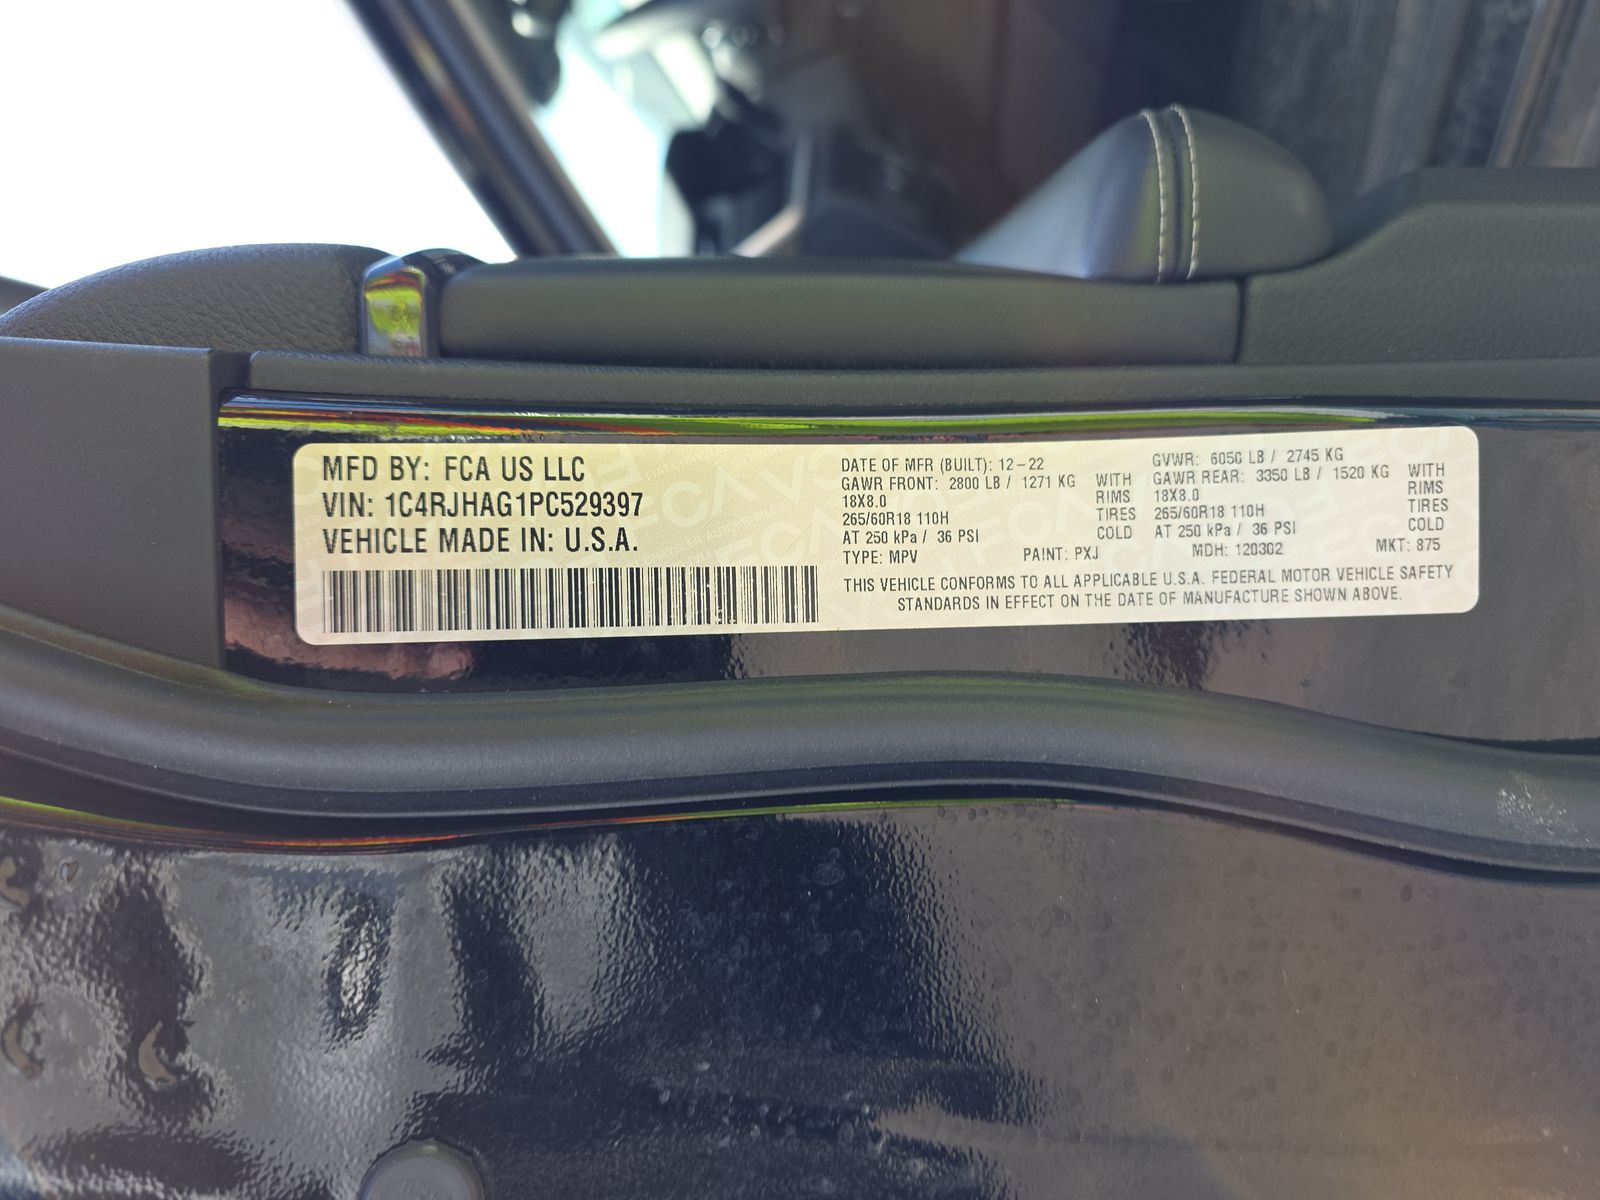 MFD BY: FCA US LLC
VIN: 1C4RJHAG1PC529397
VEHICLE MADE IN: U.S.A.
DATE OF MFR (BUILT): 12-22
GAWR FRONT: 2800 LB / 1271 KG WITH
18X8.0 RIMS
265/60R18 110H TIRES
AT 250 kPa / 36 PSI COLD
GVWR: 6050 LB / 2745 KG
GAWR REAR: 3350 LB / 1520 KG WITH
18X8.0 RIMS
265/60R18 110H TIRES
AT 250 kPa / 36 PSI COLD
TYPE: MPV PAINT: PXJ MDH: 120302 MKT: 875
THIS VEHICLE CONFORMS TO ALL APPLICABLE U.S.A. FEDERAL MOTOR VEHICLE SAFETY
STANDARDS IN EFFECT ON THE DATE OF MANUFACTURE SHOWN ABOVE.